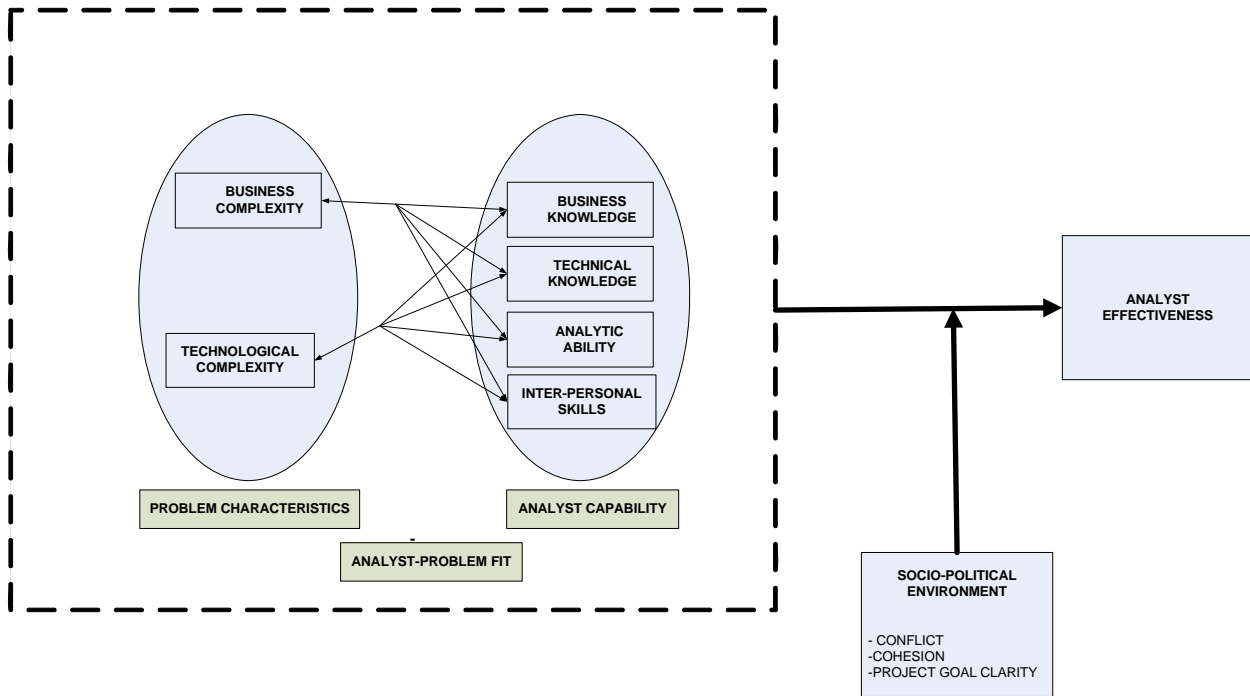 BUSINESS
COMPLEXITY
TECHNOLOGICAL
COMPLEXITY
PROBLEM CHARACTERISTICS
BUSINESS
KNOWLEDGE
TECHNICAL
KNOWLEDGE
ANALYTIC
ABILITY
INTER-PERSONAL
SKILLS
ANALYST CAPABILITY
-
ANALYST-PROBLEM FIT
ANALYST
EFFECTIVENESS
SOCIO-POLITICAL
ENVIRONMENT
- CONFLICT
-COHESION
-PROJECT GOAL CLARITY